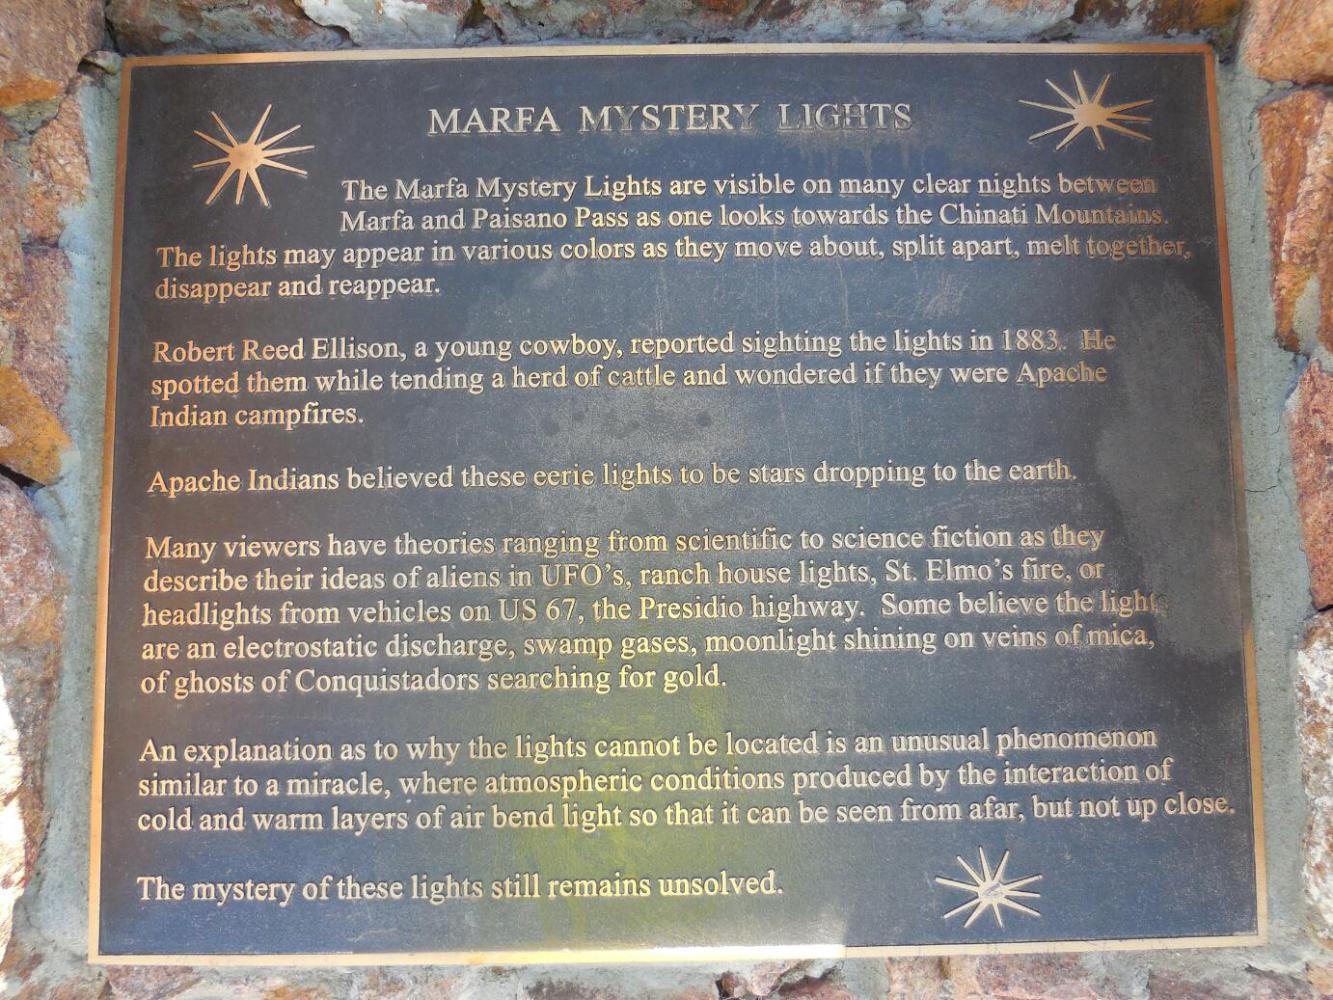 MARFA MYSTERY LIGHTS
The Marfa Mystery Lights are visible on many clear nights between
Marfa and Paisano Pass as one looks towards the Chinati Mountains.
The lights may appear in various colors as they move about, split apart, melt together,
disappear and reappear.
Robert Reed Ellison, a young cowboy, reported sighting the lights in 1883. He
spotted them while tending a herd of cattle and wondered if they were Apache
Indian campfires.
Apache Indians believed these eerie lights to be stars dropping to the earth.
Many viewers have theories ranging from scientific to science fiction as they
describe their ideas of aliens in UFO's, ranch house lights, St. Elmo's fire, or
headlights from vehicles on US 67, the Presidio highway. Some believe the lights
are an electrostatic discharge, swamp gases, moonlight shining on veins of mica,
of ghosts of Conquistadors searching for gold.
An explanation as to why the lights cannot be located is an unusual phenomenon
similar to a miracle, where atmospheric conditions produced by the interaction of
cold and warm layers of air bend light so that it can be seen from afar, but not up close.
The mystery of these lights still remains unsolved.